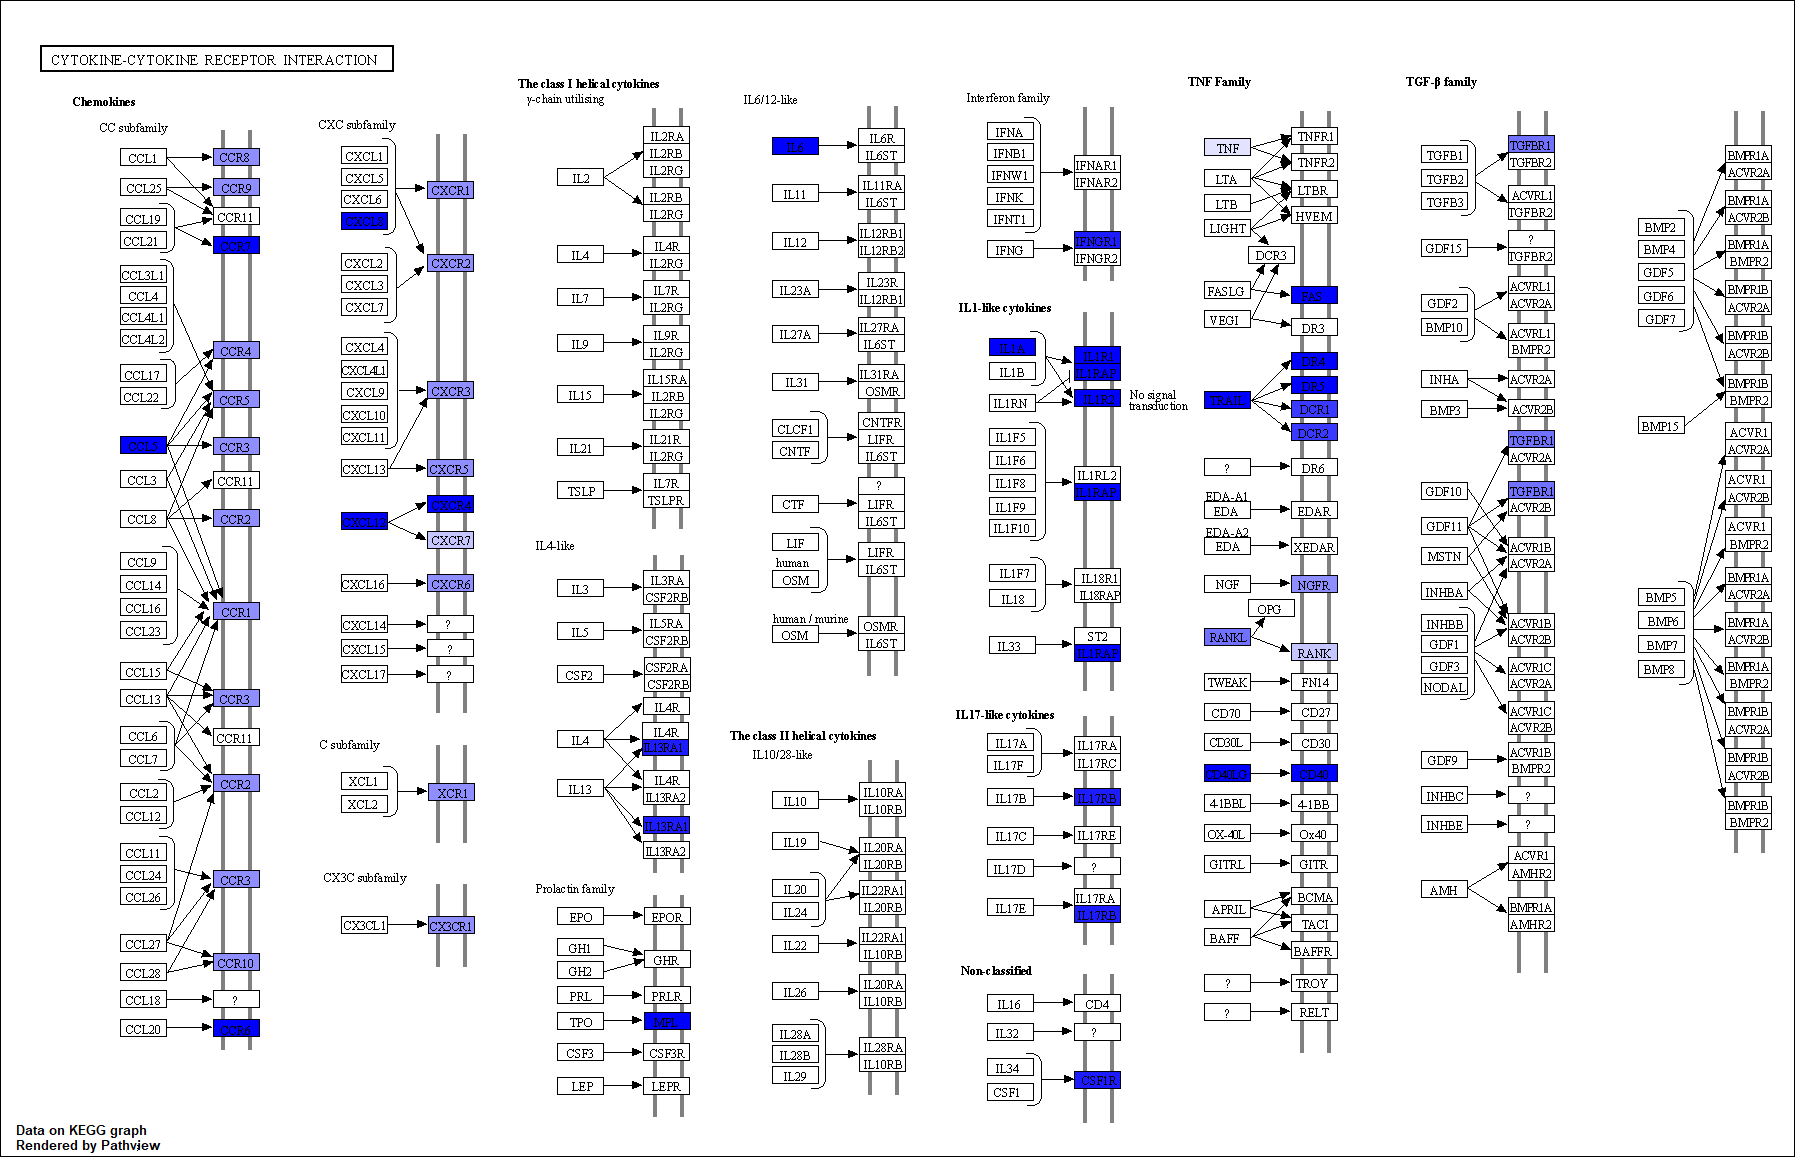 CYTOKINE-CYTOKINE RECEPTOR INTERACTION
Chemokines
CC subfamily
CCL1
CCR8
CCL25
CCR9
CCR11
CCL19
CCL21
CCR7
CCL3L1
CCL4
CCL4L1
CCL4L2
CCR4
CCL17
CCL22
CCR5
CCL5
CCR3
CCL3
CCR11
CCL8
CCR2
CCL9
CCL14
CCL16
CCL23
CCR1
CCL15
CCL13
CCR3
CCL6
CCL7
CCR11
CCR2
CCL2
CCL12
CCL11
CCL24
CCL26
CCR3
CCL27
CCL28
CCR10
CCL18
?
CCL20
CCR6
CXC subfamily
CXCL1
CXCL5
CXCL6
CXCL8
CXCR1
CXCL2
CXCL3
CXCL7
CXCR2
CXCL4
CXCL4L1
CXCL9
CXCL10
CXCL11
CXCR3
CXCL13
CXCR5
CXCL12
CXCR4
CXCR7
CXCL16
CXCR6
CXCL14
?
CXCL15
?
CXCL17
?
C subfamily
XCL1
XCL2
XCR1
CX3C subfamily
CX3CL1
CX3CR1
The class I helical cytokines
γ-chain utilising
IL2
IL2RA
IL2RB
IL2RG
IL2RB
IL2RG
IL4
IL4R
IL2RG
IL7
IL7R
IL2RG
IL9
IL9R
IL2RG
IL15
IL15RA
IL2RB
IL2RG
IL21
IL21R
IL2RG
TSLP
IL7R
TSLPR
IL4-like
IL3
IL3RA
CSF2RB
IL5
IL5RA
CSF2RB
CSF2
CSF2RA
CSF2RB
IL4R
IL4
IL4R
IL13RA1
IL13
IL4R
IL13RA2
IL13RA1
IL13RA2
Prolactin family
EPO
EPOR
GH1
GH2
GHR
PRL
PRLR
TPO
MPL
CSF3
CSF3R
LEP
LEPR
IL6/12-like
IL6
IL6R
IL6ST
IL11
IL11RA
IL6ST
IL12
IL12RB1
IL12RB2
IL23A
IL23R
IL12RB1
IL27A
IL27RA
IL6ST
IL31
IL31RA
OSMR
CLCF1
CNTF
CNTFR
LIFR
IL6ST
CTF
?
LIFR
IL6ST
LIF
human
OSM
LIFR
IL6ST
human / murine
OSM
OSMR
IL6ST
The class II helical cytokines
IL10/28-like
IL10
IL10RA
IL10RB
IL19
IL20RA
IL20RB
IL20
IL24
IL22RA1
IL20RB
IL22
IL22RA1
IL10RB
IL26
IL20RA
IL10RB
IL28A
IL28B
IL29
IL28RA
IL10RB
Interferon family
IFNA
IFNB1
IFNW1
IFNK
IFNT1
IFNAR1
IFNAR2
IFNG
IFNGR1
IFNGR2
IL1-like cytokines
IL1A
IL1B
IL1R1
IL1RAP
IL1RN
IL1R2
No signal
transduction
IL1F5
IL1F6
IL1F8
IL1F9
IL1F10
IL1RL2
IL1RAP
IL1F7
IL18
IL18R1
IL18RAP
IL33
ST2
IL1RAP
IL17-like cytokines
IL17A
IL17F
IL17RA
IL17RC
IL17B
IL17RB
IL17C
IL17RE
IL17D
?
IL17E
IL17RA
IL17RB
Non-classified
IL16
CD4
IL32
?
IL34
CSF1
CSF1R
TNF Family
TNF
TNFR1
TNFR2
LTA
LTB
LTBR
LIGHT
HVEM
DCR3
FASLG
FAS
VEGI
DR3
TRAIL
DR4
DR5
DCR1
DCR2
?
DR6
EDA-A1
EDA
EDAR
EDA-A2
EDA
XEDAR
NGF
NGFR
OPG
RANKL
RANK
TWEAK
FN14
CD70
CD27
CD30L
CD30
CD40LG
CD40
4-1BBL
4-1BB
OX-40L
Ox40
GITRL
GITR
APRIL
BCMA
TACI
BAFF
BAFFR
?
TROY
?
RELT
TGF-β family
TGFB1
TGFB2
TGFB3
TGFBR1
TGFBR2
ACVRL1
TGFBR2
GDF15
?
TGFBR2
GDF2
BMP10
ACVRL1
ACVR2A
ACVRL1
BMPR2
INHA
ACVR2A
BMP3
ACVR2B
TGFBR1
ACVR2A
GDF10
TGFBR1
ACVR2B
GDF11
MSTN
ACVR1B
ACVR2A
INHBA
INHBB
GDF1
GDF3
NODAL
ACVR1B
ACVR2B
ACVR1C
ACVR2A
ACVR1C
ACVR2B
GDF9
ACVR1B
BMPR2
INHBC
?
INHBE
?
AMH
ACVR1
AMHR2
BMPR1A
AMHR2
BMP2
BMP4
GDF5
GDF6
GDF7
BMPR1A
ACVR2A
BMPR1A
ACVR2B
BMPR1A
BMPR2
BMPR1B
ACVR2A
BMPR1B
ACVR2B
BMPR1B
BMPR2
BMP15
ACVR1
ACVR2A
ACVR1
ACVR2B
ACVR1
BMPR2
BMP5
BMP6
BMP7
BMP8
BMPR1A
ACVR2A
BMPR1A
ACVR2B
BMPR1A
BMPR2
BMPR1B
ACVR2A
BMPR1B
ACVR2B
BMPR1B
BMPR2
Data on KEGG graph
Rendered by Pathview